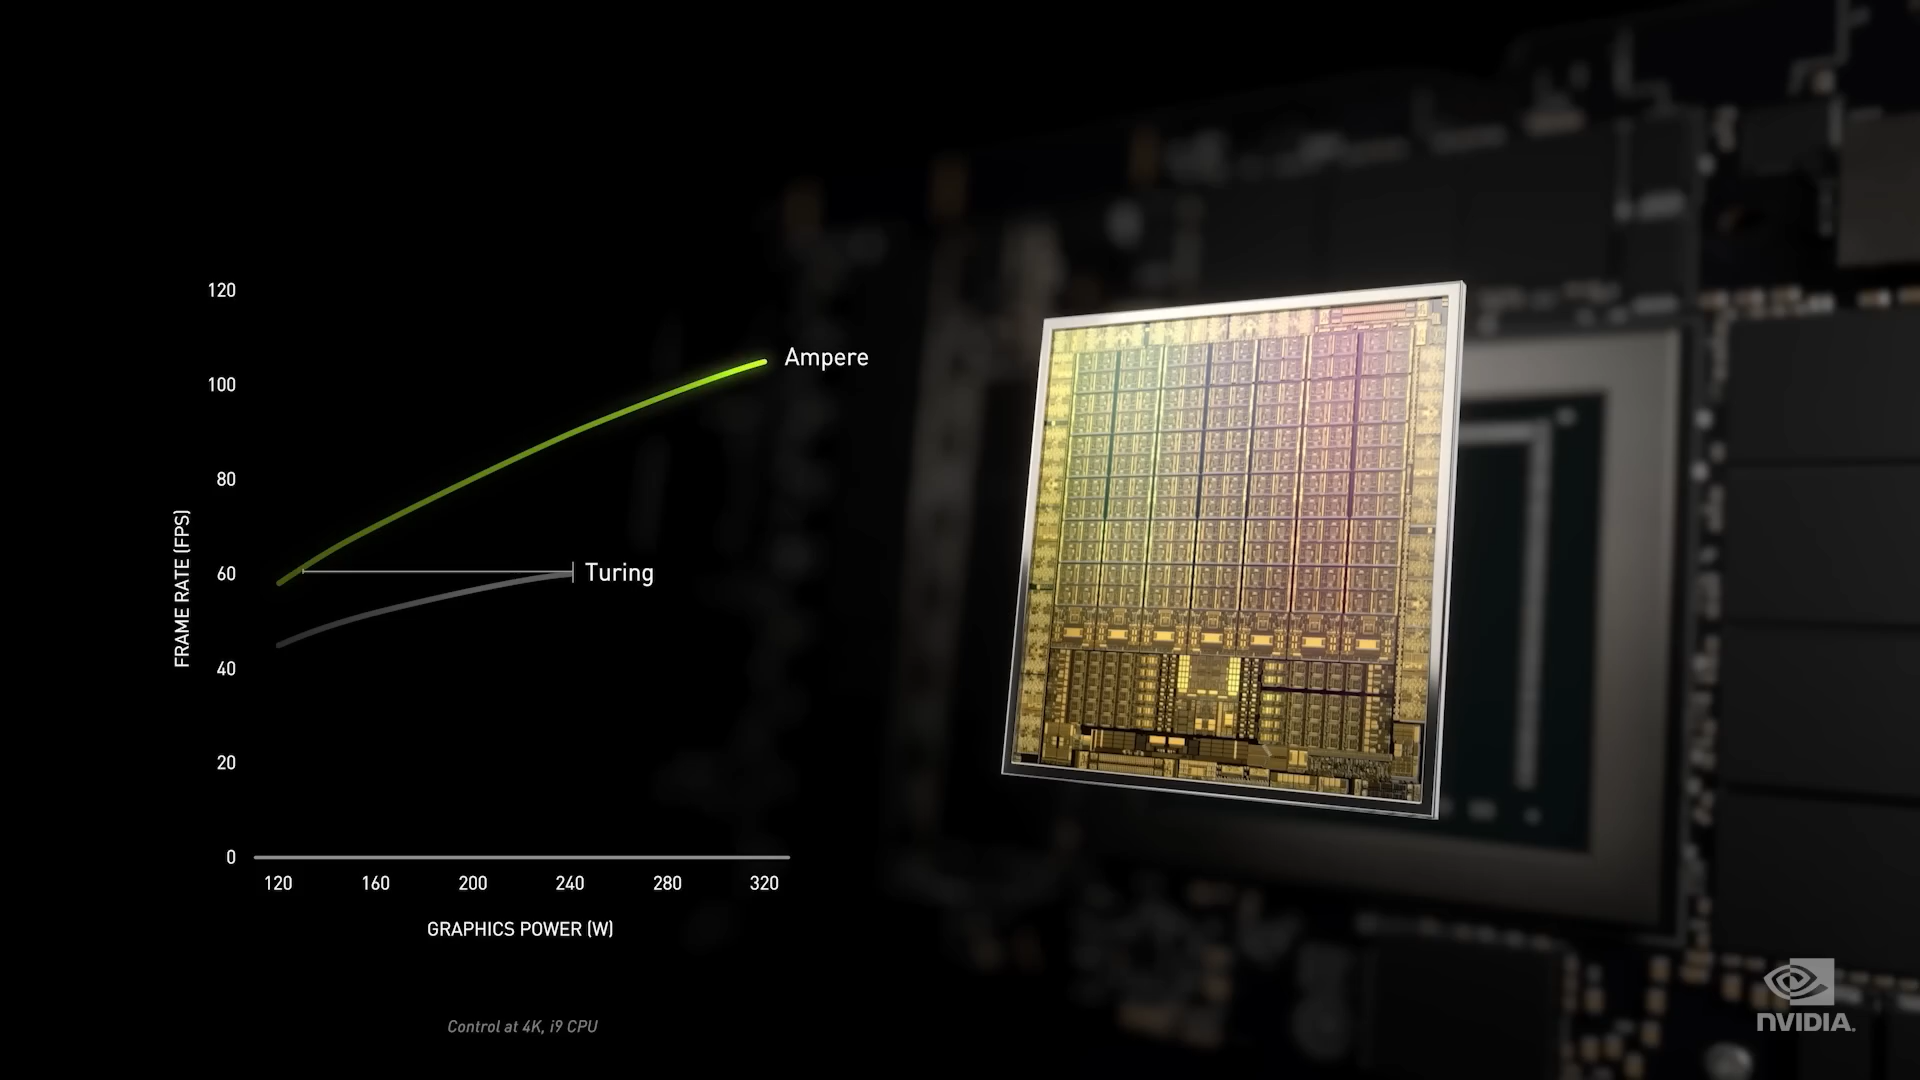 120
100
80
60
40
20
0
FRAME RATE (FPS)
Ampere
Turing
120 160 200 240 280 320
GRAPHICS POWER (W)
Control at 4K, i9 CPU
NVIDIA.